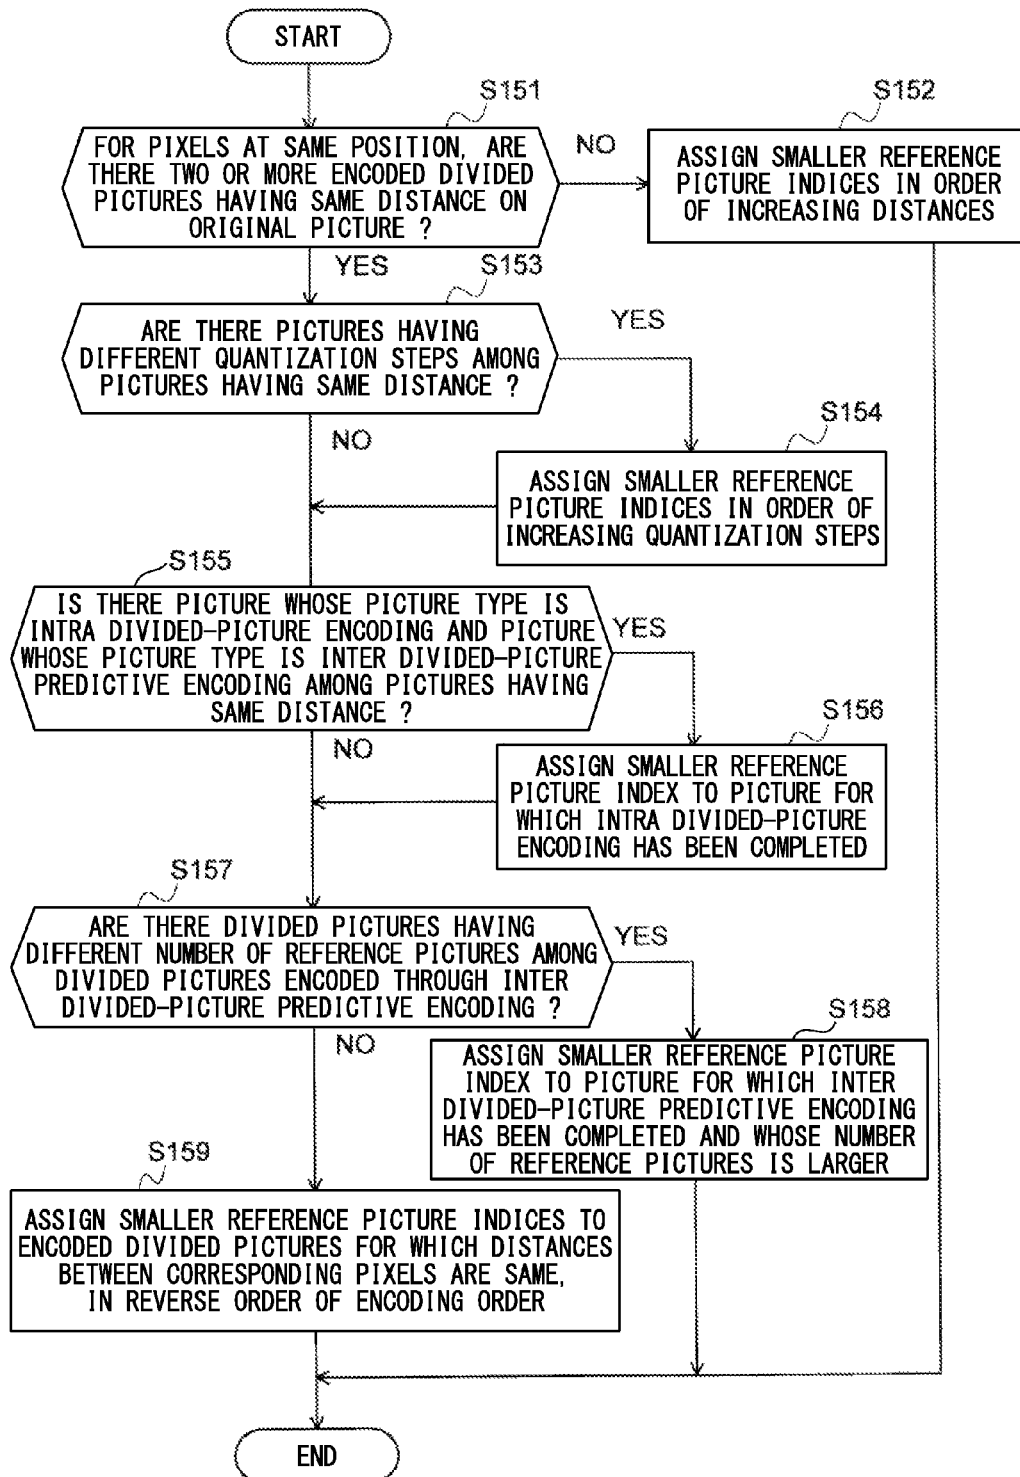 START
S151
FOR PIXELS AT SAME POSITION, ARE
THERE TWO OR MORE ENCODED DIVIDED
PICTURES HAVING SAME DISTANCE ON
ORIGINAL PICTURE ?
NO
S152
ASSIGN SMALLER REFERENCE
PICTURE INDICES IN ORDER
OF INCREASING DISTANCES
YES
S153
ARE THERE PICTURES HAVING
DIFFERENT QUANTIZATION STEPS AMONG
PICTURES HAVING SAME DISTANCE ?
YES
NO
S154
ASSIGN SMALLER REFERENCE
PICTURE INDICES IN ORDER OF
INCREASING QUANTIZATION STEPS
S155
IS THERE PICTURE WHOSE PICTURE TYPE IS
INTRA DIVIDED-PICTURE ENCODING AND PICTURE
WHOSE PICTURE TYPE IS INTER DIVIDED-PICTURE
PREDICTIVE ENCODING AMONG PICTURES HAVING
SAME DISTANCE ?
YES
NO
S156
ASSIGN SMALLER REFERENCE
PICTURE INDEX TO PICTURE FOR
WHICH INTRA DIVIDED-PICTURE
ENCODING HAS BEEN COMPLETED
S157
ARE THERE DIVIDED PICTURES HAVING
DIFFERENT NUMBER OF REFERENCE PICTURES AMONG
DIVIDED PICTURES ENCODED THROUGH INTER
DIVIDED-PICTURE PREDICTIVE ENCODING ?
YES
NO
S158
ASSIGN SMALLER REFERENCE PICTURE
INDEX TO PICTURE FOR WHICH INTER
DIVIDED-PICTURE PREDICTIVE ENCODING
HAS BEEN COMPLETED AND WHOSE NUMBER
OF REFERENCE PICTURES IS LARGER
S159
ASSIGN SMALLER REFERENCE PICTURE INDICES TO
ENCODED DIVIDED PICTURES FOR WHICH DISTANCES
BETWEEN CORRESPONDING PIXELS ARE SAME,
IN REVERSE ORDER OF ENCODING ORDER
END